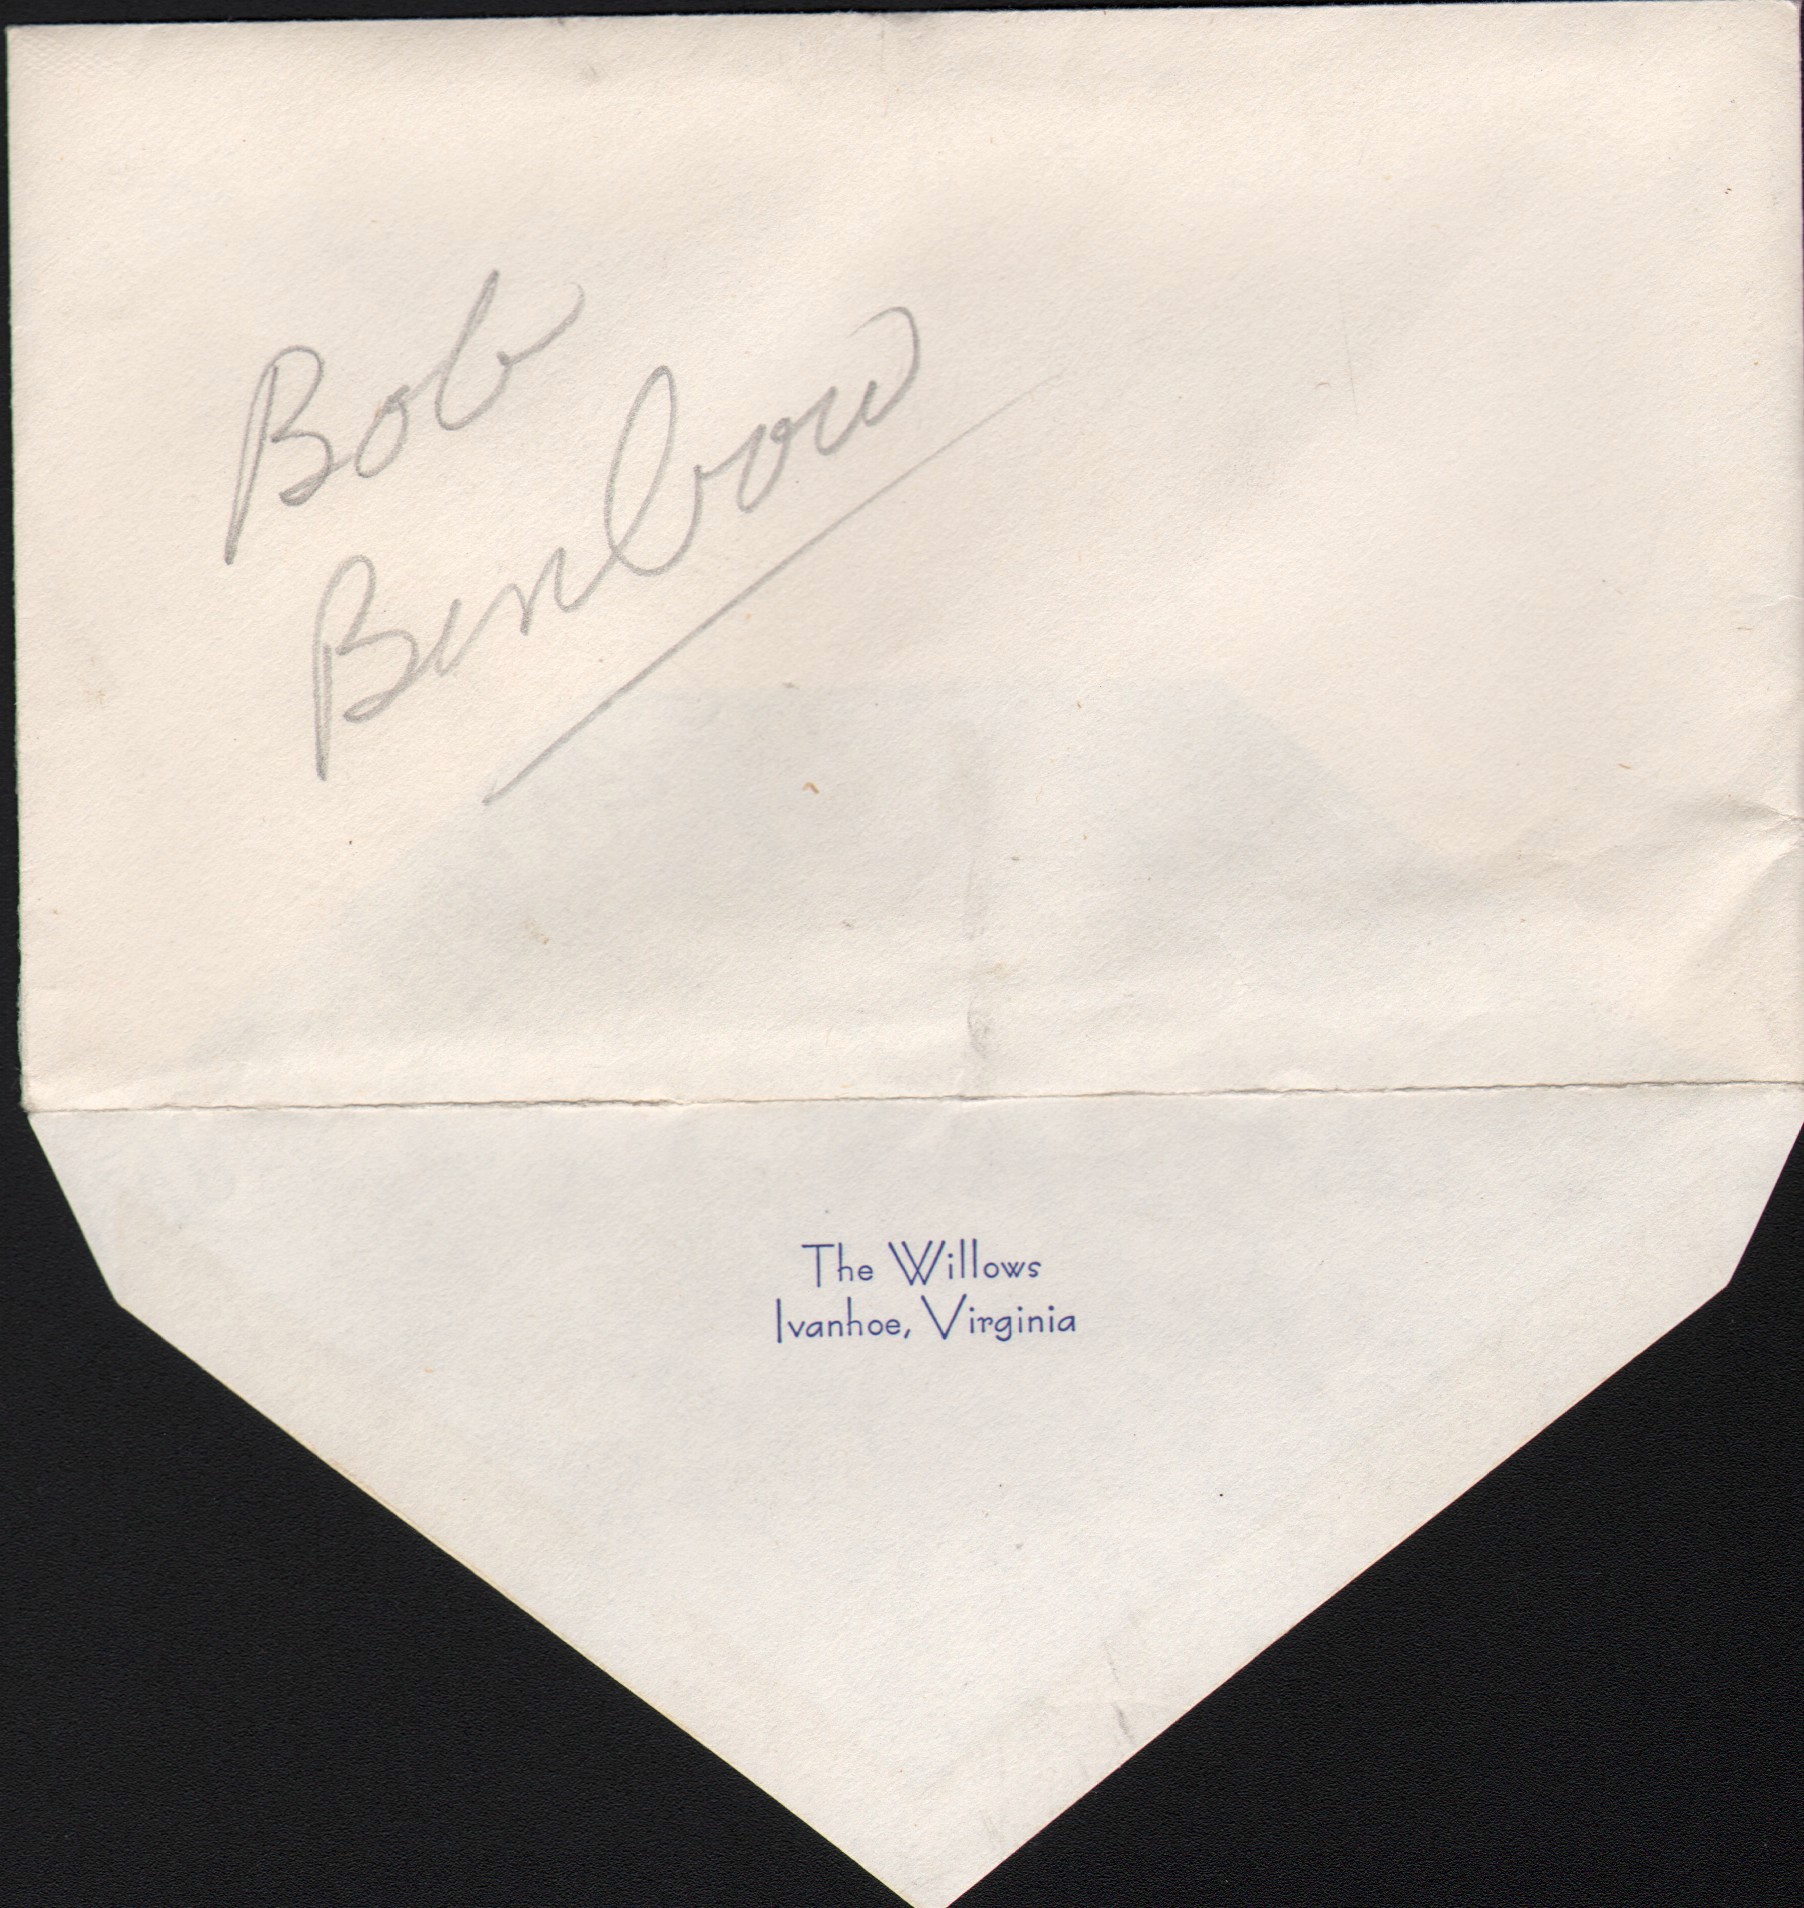 Bob
Benbow
The Willows
Ivanhoe, Virginia